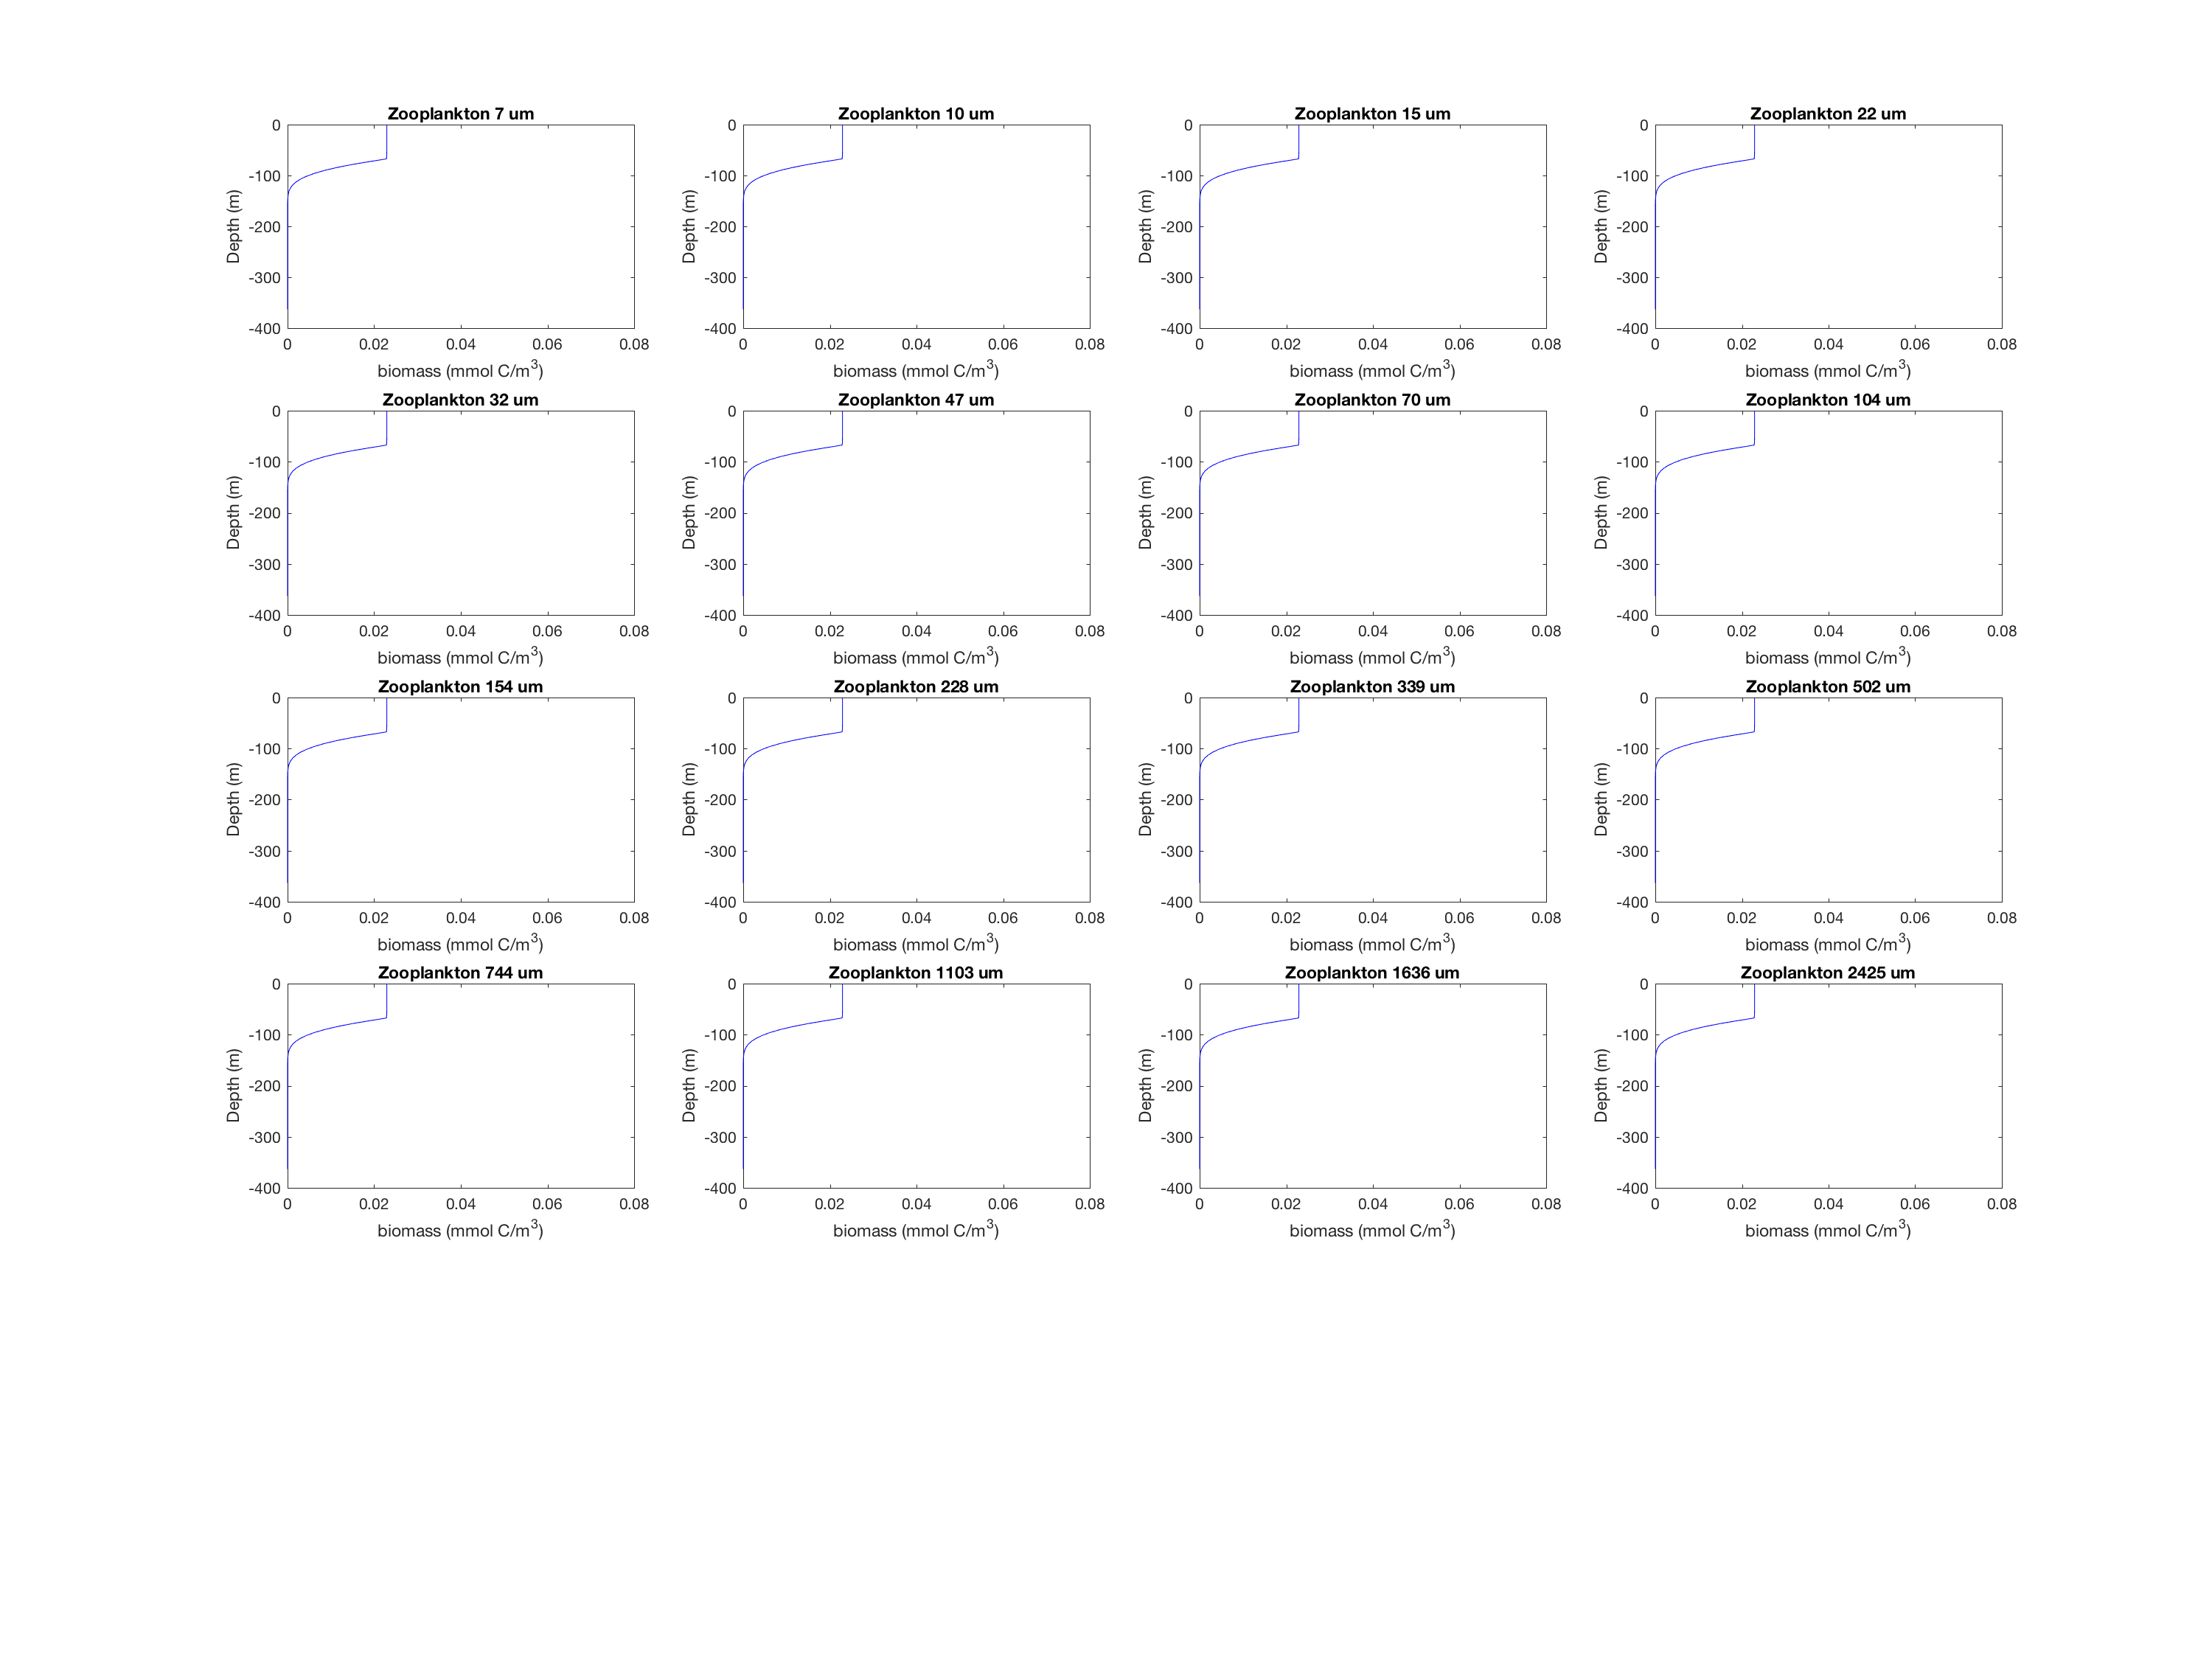 Zooplankton 7 um
0
-100
-200
-300
-400
Depth (m)
0 0.02 0.04 0.06 0.08
biomass (mmol C/m³)
Zooplankton 10 um
0
-100
-200
-300
-400
Depth (m)
0 0.02 0.04 0.06 0.08
biomass (mmol C/m³)
Zooplankton 15 um
0
-100
-200
-300
-400
Depth (m)
0 0.02 0.04 0.06 0.08
biomass (mmol C/m³)
Zooplankton 22 um
0
-100
-200
-300
-400
Depth (m)
0 0.02 0.04 0.06 0.08
biomass (mmol C/m³)
Zooplankton 32 um
0
-100
-200
-300
-400
Depth (m)
0 0.02 0.04 0.06 0.08
biomass (mmol C/m³)
Zooplankton 47 um
0
-100
-200
-300
-400
Depth (m)
0 0.02 0.04 0.06 0.08
biomass (mmol C/m³)
Zooplankton 70 um
0
-100
-200
-300
-400
Depth (m)
0 0.02 0.04 0.06 0.08
biomass (mmol C/m³)
Zooplankton 104 um
0
-100
-200
-300
-400
Depth (m)
0 0.02 0.04 0.06 0.08
biomass (mmol C/m³)
Zooplankton 154 um
0
-100
-200
-300
-400
Depth (m)
0 0.02 0.04 0.06 0.08
biomass (mmol C/m³)
Zooplankton 228 um
0
-100
-200
-300
-400
Depth (m)
0 0.02 0.04 0.06 0.08
biomass (mmol C/m³)
Zooplankton 339 um
0
-100
-200
-300
-400
Depth (m)
0 0.02 0.04 0.06 0.08
biomass (mmol C/m³)
Zooplankton 502 um
0
-100
-200
-300
-400
Depth (m)
0 0.02 0.04 0.06 0.08
biomass (mmol C/m³)
Zooplankton 744 um
0
-100
-200
-300
-400
Depth (m)
0 0.02 0.04 0.06 0.08
biomass (mmol C/m³)
Zooplankton 1103 um
0
-100
-200
-300
-400
Depth (m)
0 0.02 0.04 0.06 0.08
biomass (mmol C/m³)
Zooplankton 1636 um
0
-100
-200
-300
-400
Depth (m)
0 0.02 0.04 0.06 0.08
biomass (mmol C/m³)
Zooplankton 2425 um
0
-100
-200
-300
-400
Depth (m)
0 0.02 0.04 0.06 0.08
biomass (mmol C/m³)